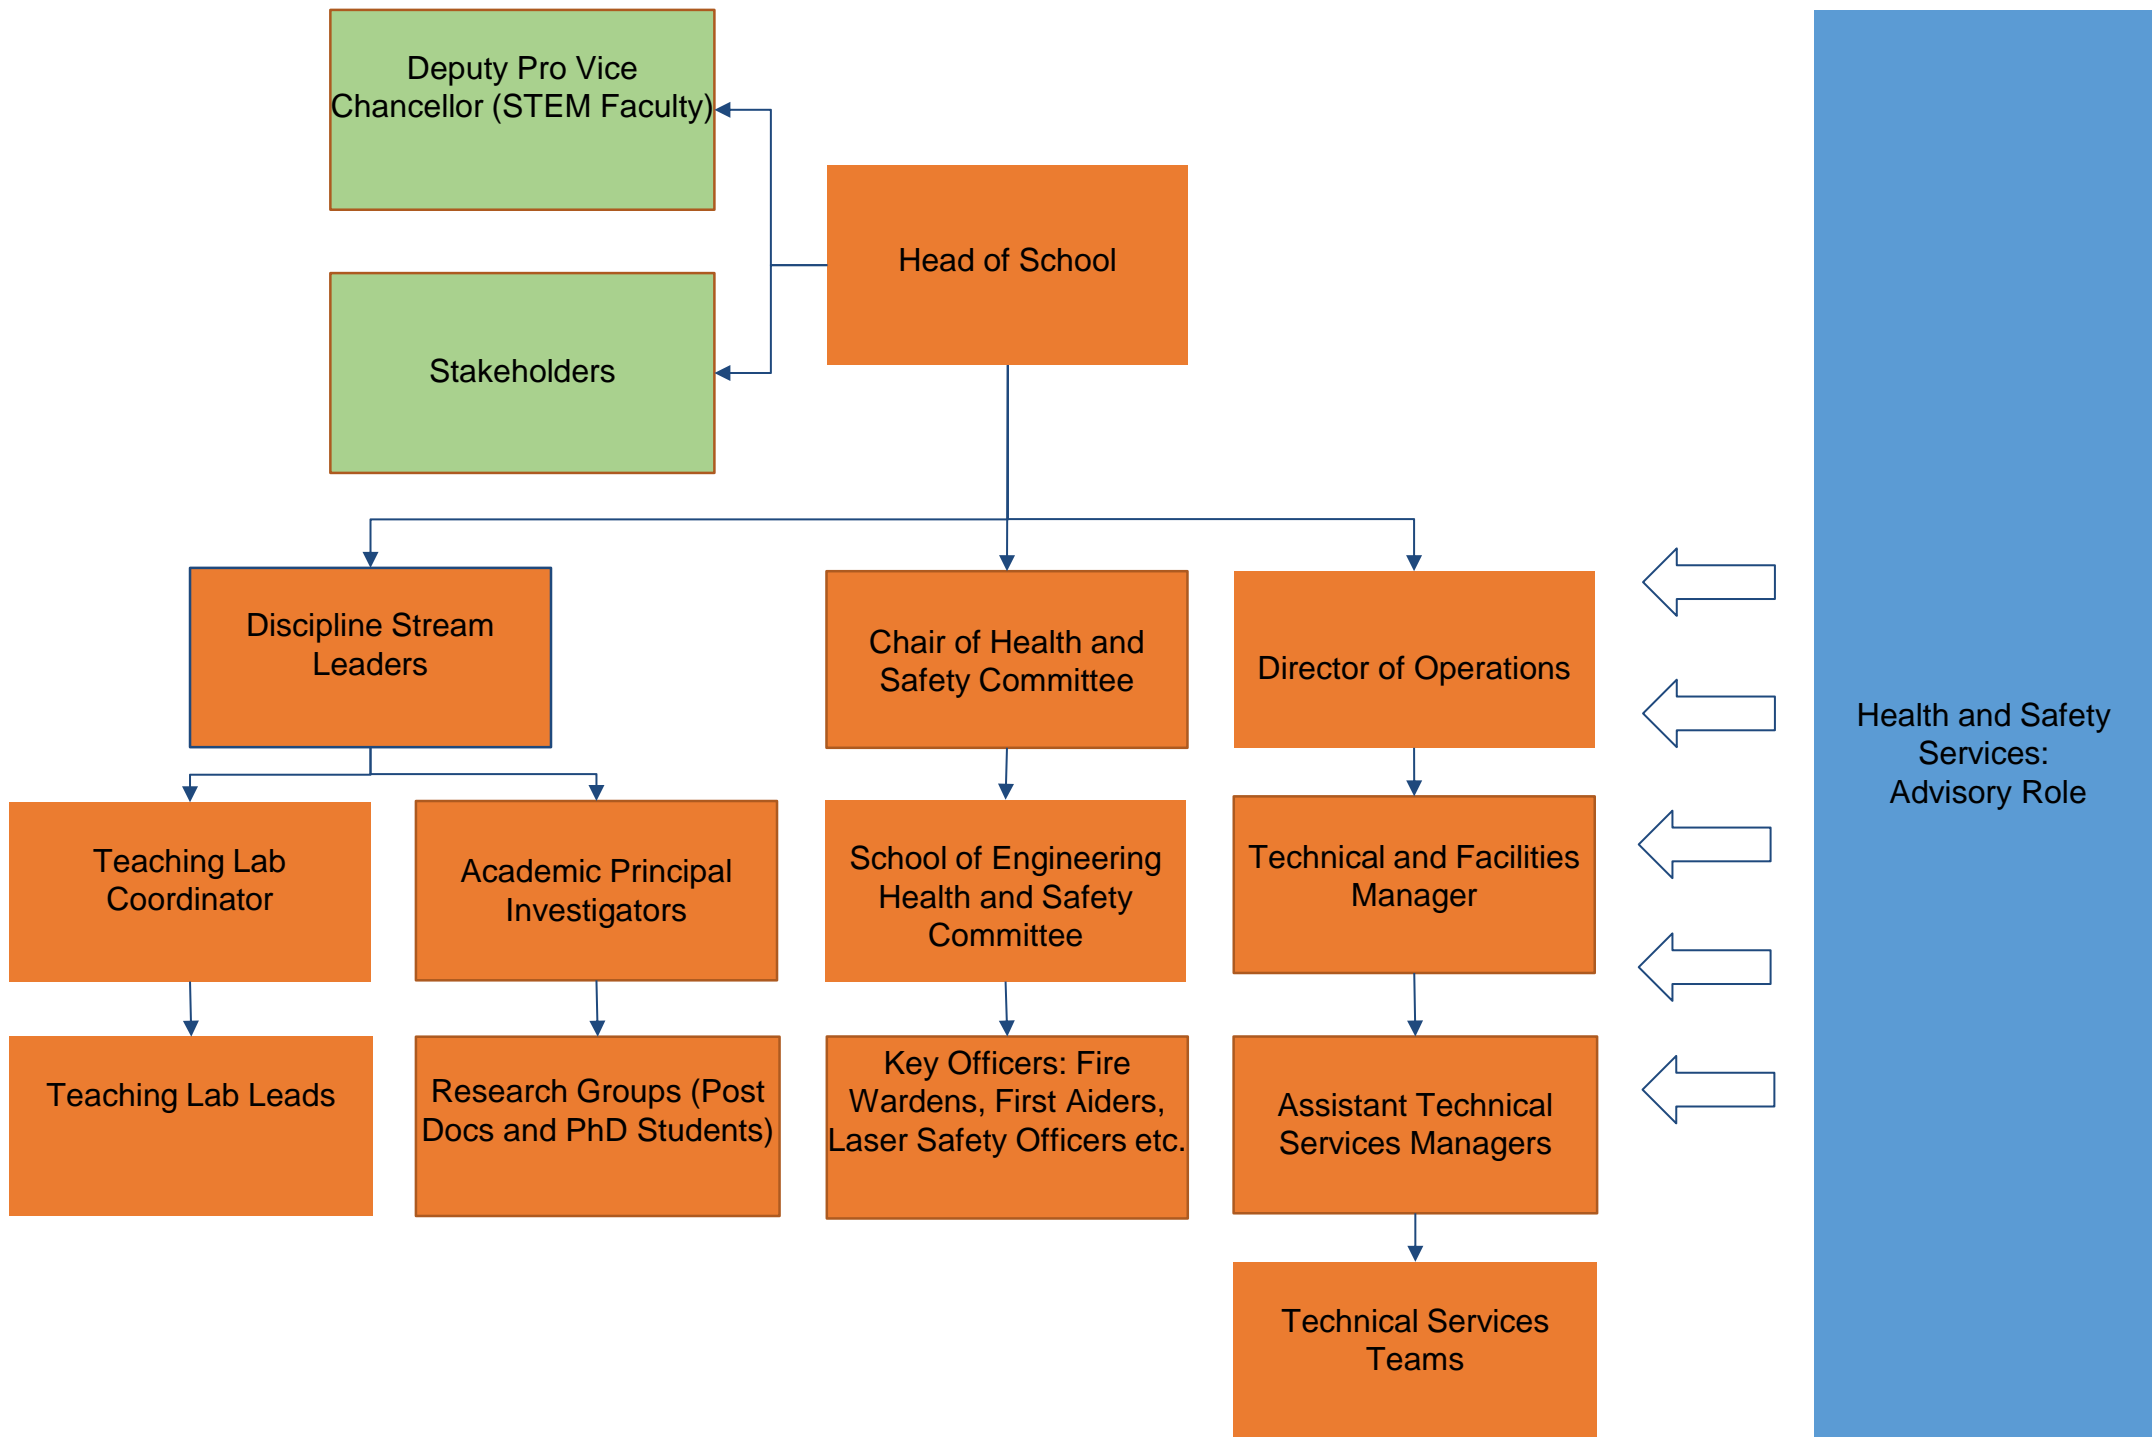 Deputy Pro Vice
Chancellor (STEM Faculty)
Head of School
Stakeholders
Discipline Stream
Leaders
Chair of Health and
Safety Committee
Director of Operations
Health and Safety
Services:
Advisory Role
Teaching Lab
Coordinator
Academic Principal
Investigators
School of Engineering
Health and Safety
Committee
Technical and Facilities
Manager
Teaching Lab Leads
Research Groups (Post
Docs and PhD Students)
Key Officers: Fire
Wardens, First Aiders,
Laser Safety Officers etc.
Assistant Technical
Services Managers
Technical Services
Teams